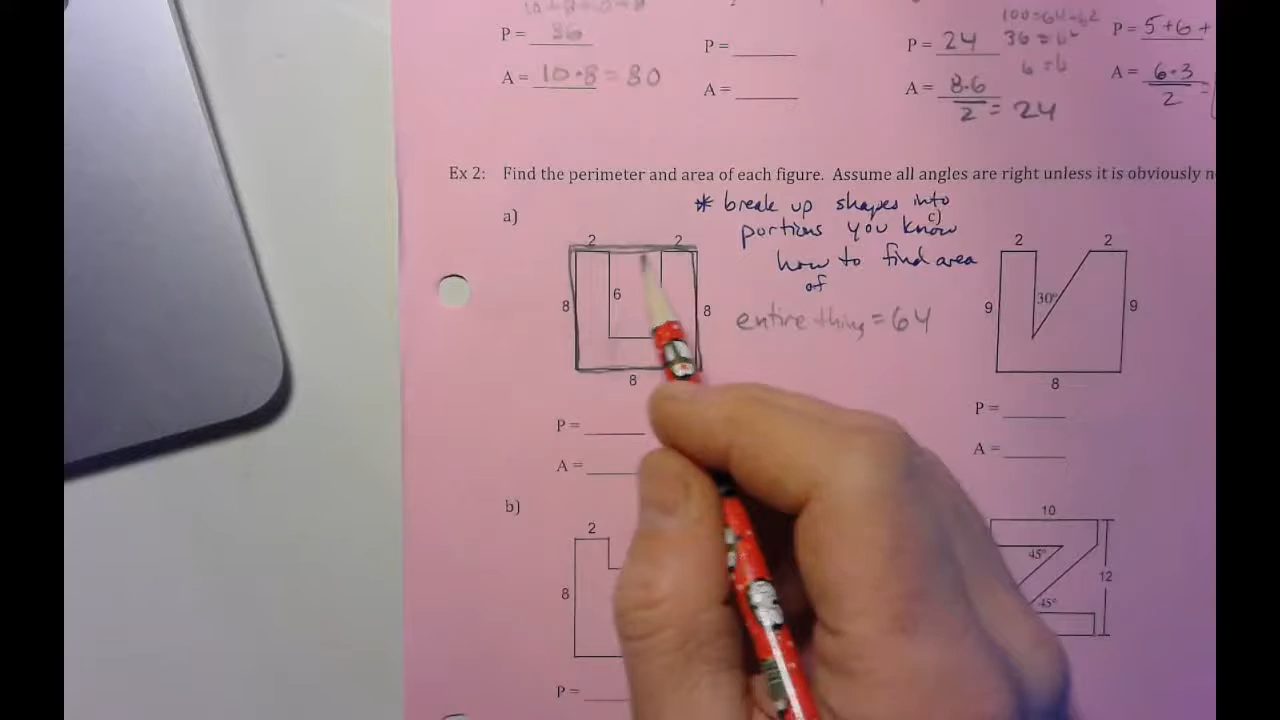 P = 36
A = 10·8 = 80
P =
A =
P = 24
A = 8·6
2 = 24
100=64+b²
36 = b²
6 = b
P = 5+6+
A = 6·3
2 =
Ex 2: Find the perimeter and area of each figure. Assume all angles are right unless it is obviously n
a)
2
2
8
6
8
8
* break up shapes into
portions you know
how to find area
of
entire thing = 64
P =
A =
c)
2
2
9
30°
9
8
P =
A =
b)
2
8
P =
10
45°
12
45°